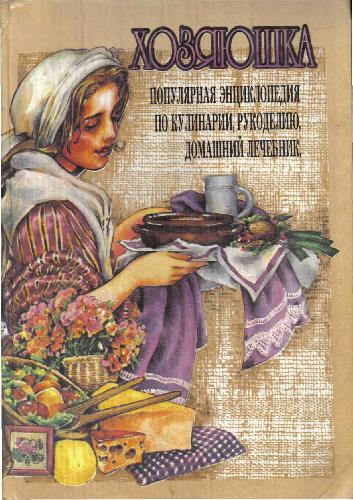 ХОЗЯЮШКА
ПОПУЛЯРНАЯ ЭНЦИКЛОПЕДИЯ
ПО КУЛИНАРИИ, РУКОДЕЛИЮ,
ДОМАШНИЙ ЛЕЧЕБНИК.